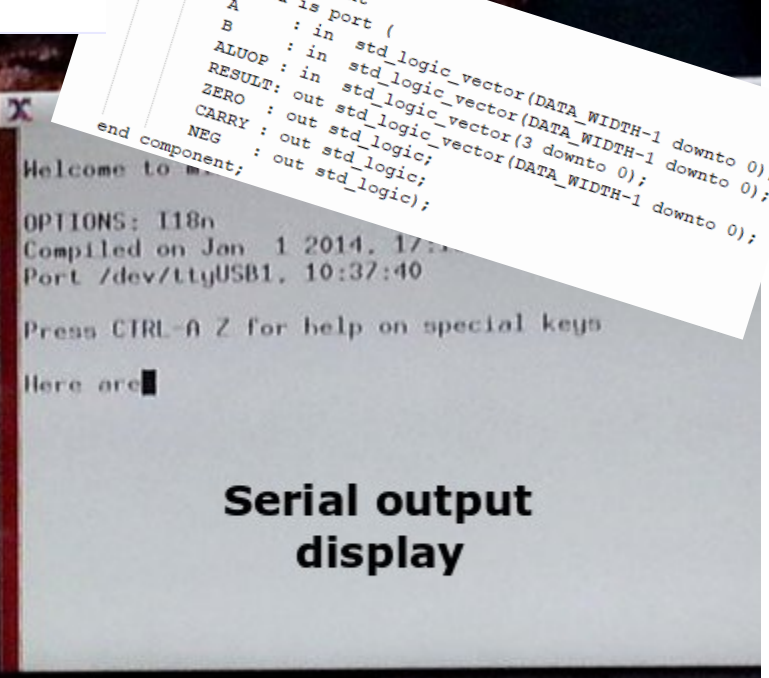 is port (
A : in std_logic_vector(DATA_WIDTH-1 downto 0);
B : in std_logic_vector(DATA_WIDTH-1 downto 0);
ALUOP : in std_logic_vector(3 downto 0);
RESULT: out std_logic_vector(DATA_WIDTH-1 downto 0);
ZERO : out std_logic;
CARRY : out std_logic;
NEG : out std_logic);
end component;
Welcome to
OPTIONS: I18n
Compiled on Jan 1 2014,
Port /dev/ttyUSB1, 10:37:40
Press CTRL-A Z for help on special keys
Here are
Serial output
display